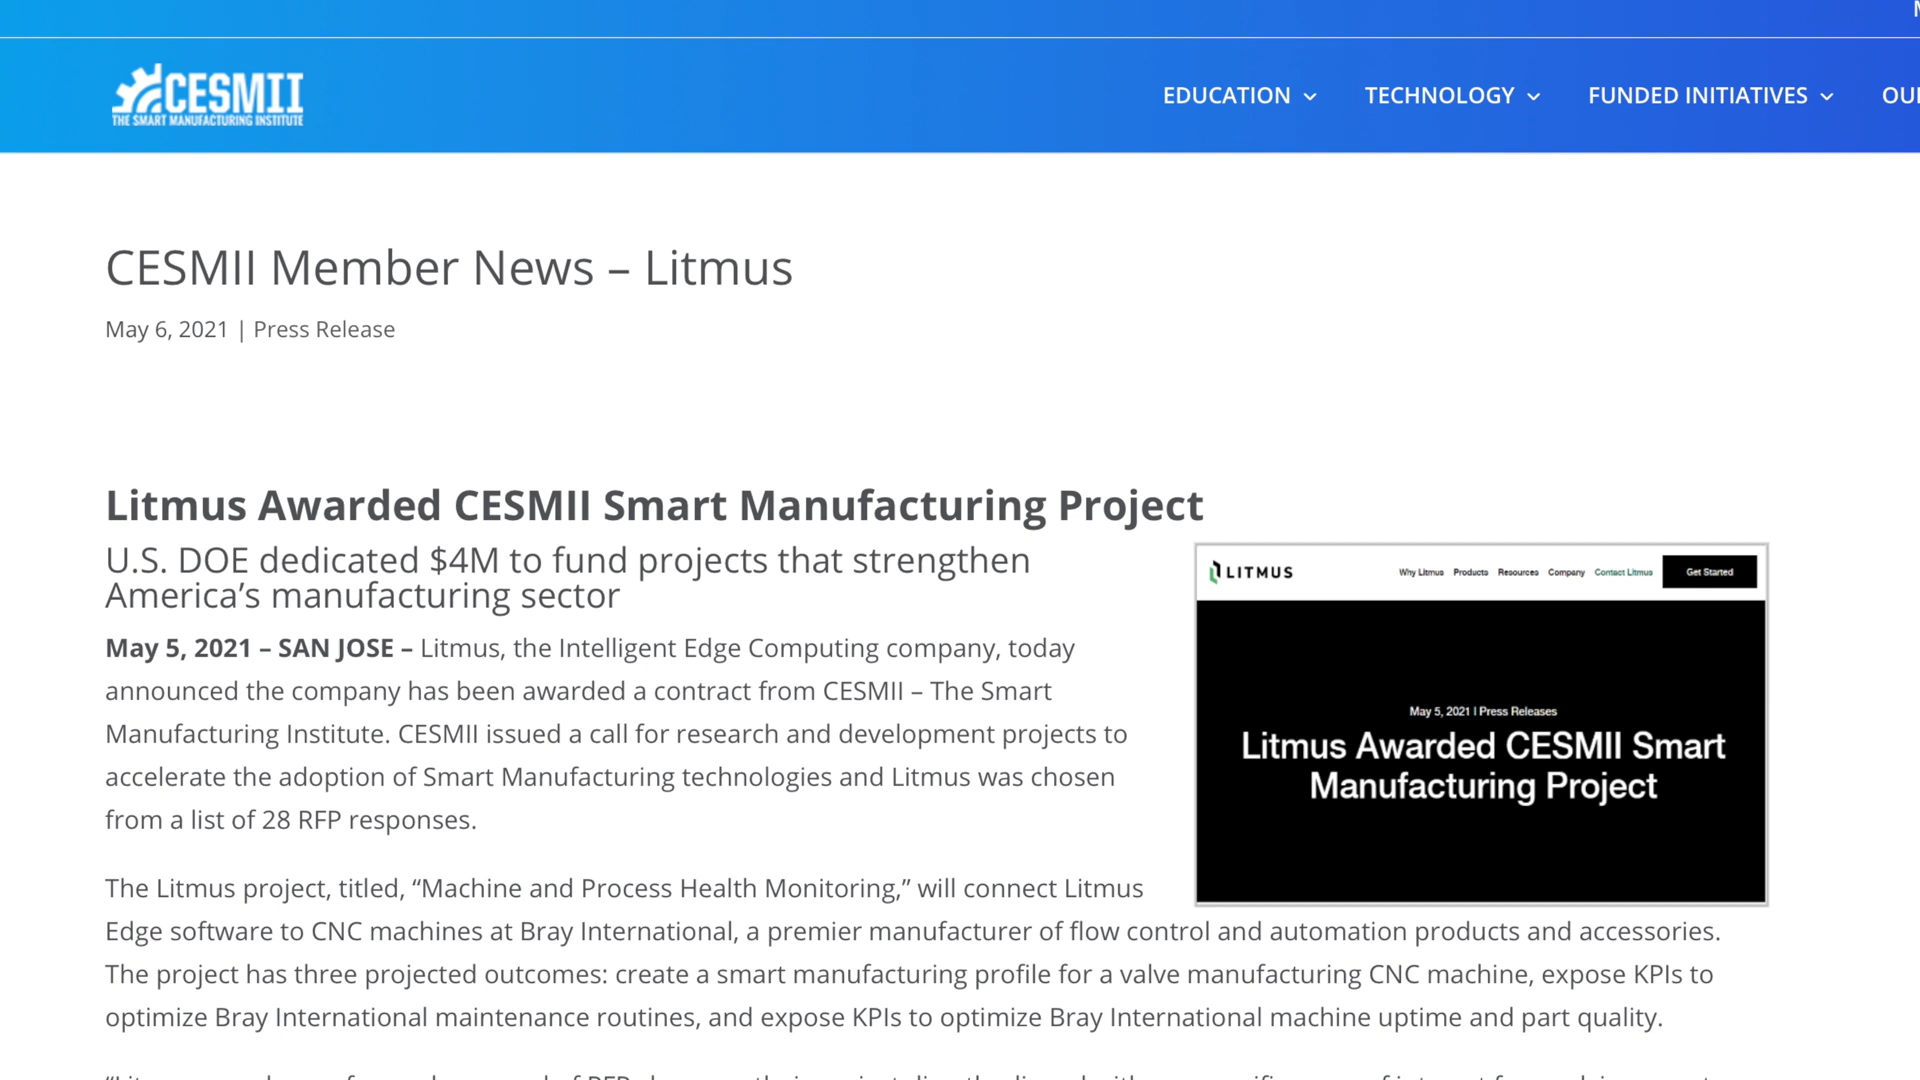 CESMII
THE SMART MANUFACTURING INSTITUTE
EDUCATION TECHNOLOGY FUNDED INITIATIVES
CESMII Member News – Litmus
May 6, 2021 | Press Release
Litmus Awarded CESMII Smart Manufacturing Project
U.S. DOE dedicated $4M to fund projects that strengthen
America’s manufacturing sector
May 5, 2021 – SAN JOSE – Litmus, the Intelligent Edge Computing company, today
announced the company has been awarded a contract from CESMII – The Smart
Manufacturing Institute. CESMII issued a call for research and development projects to
accelerate the adoption of Smart Manufacturing technologies and Litmus was chosen
from a list of 28 RFP responses.
LITMUS Why Litmus Products Resources Company Contact Litmus Get Started
May 5, 2021 | Press Releases
Litmus Awarded CESMII Smart
Manufacturing Project
The Litmus project, titled, “Machine and Process Health Monitoring,” will connect Litmus
Edge software to CNC machines at Bray International, a premier manufacturer of flow control and automation products and accessories.
The project has three projected outcomes: create a smart manufacturing profile for a valve manufacturing CNC machine, expose KPIs to
optimize Bray International maintenance routines, and expose KPIs to optimize Bray International machine uptime and part quality.